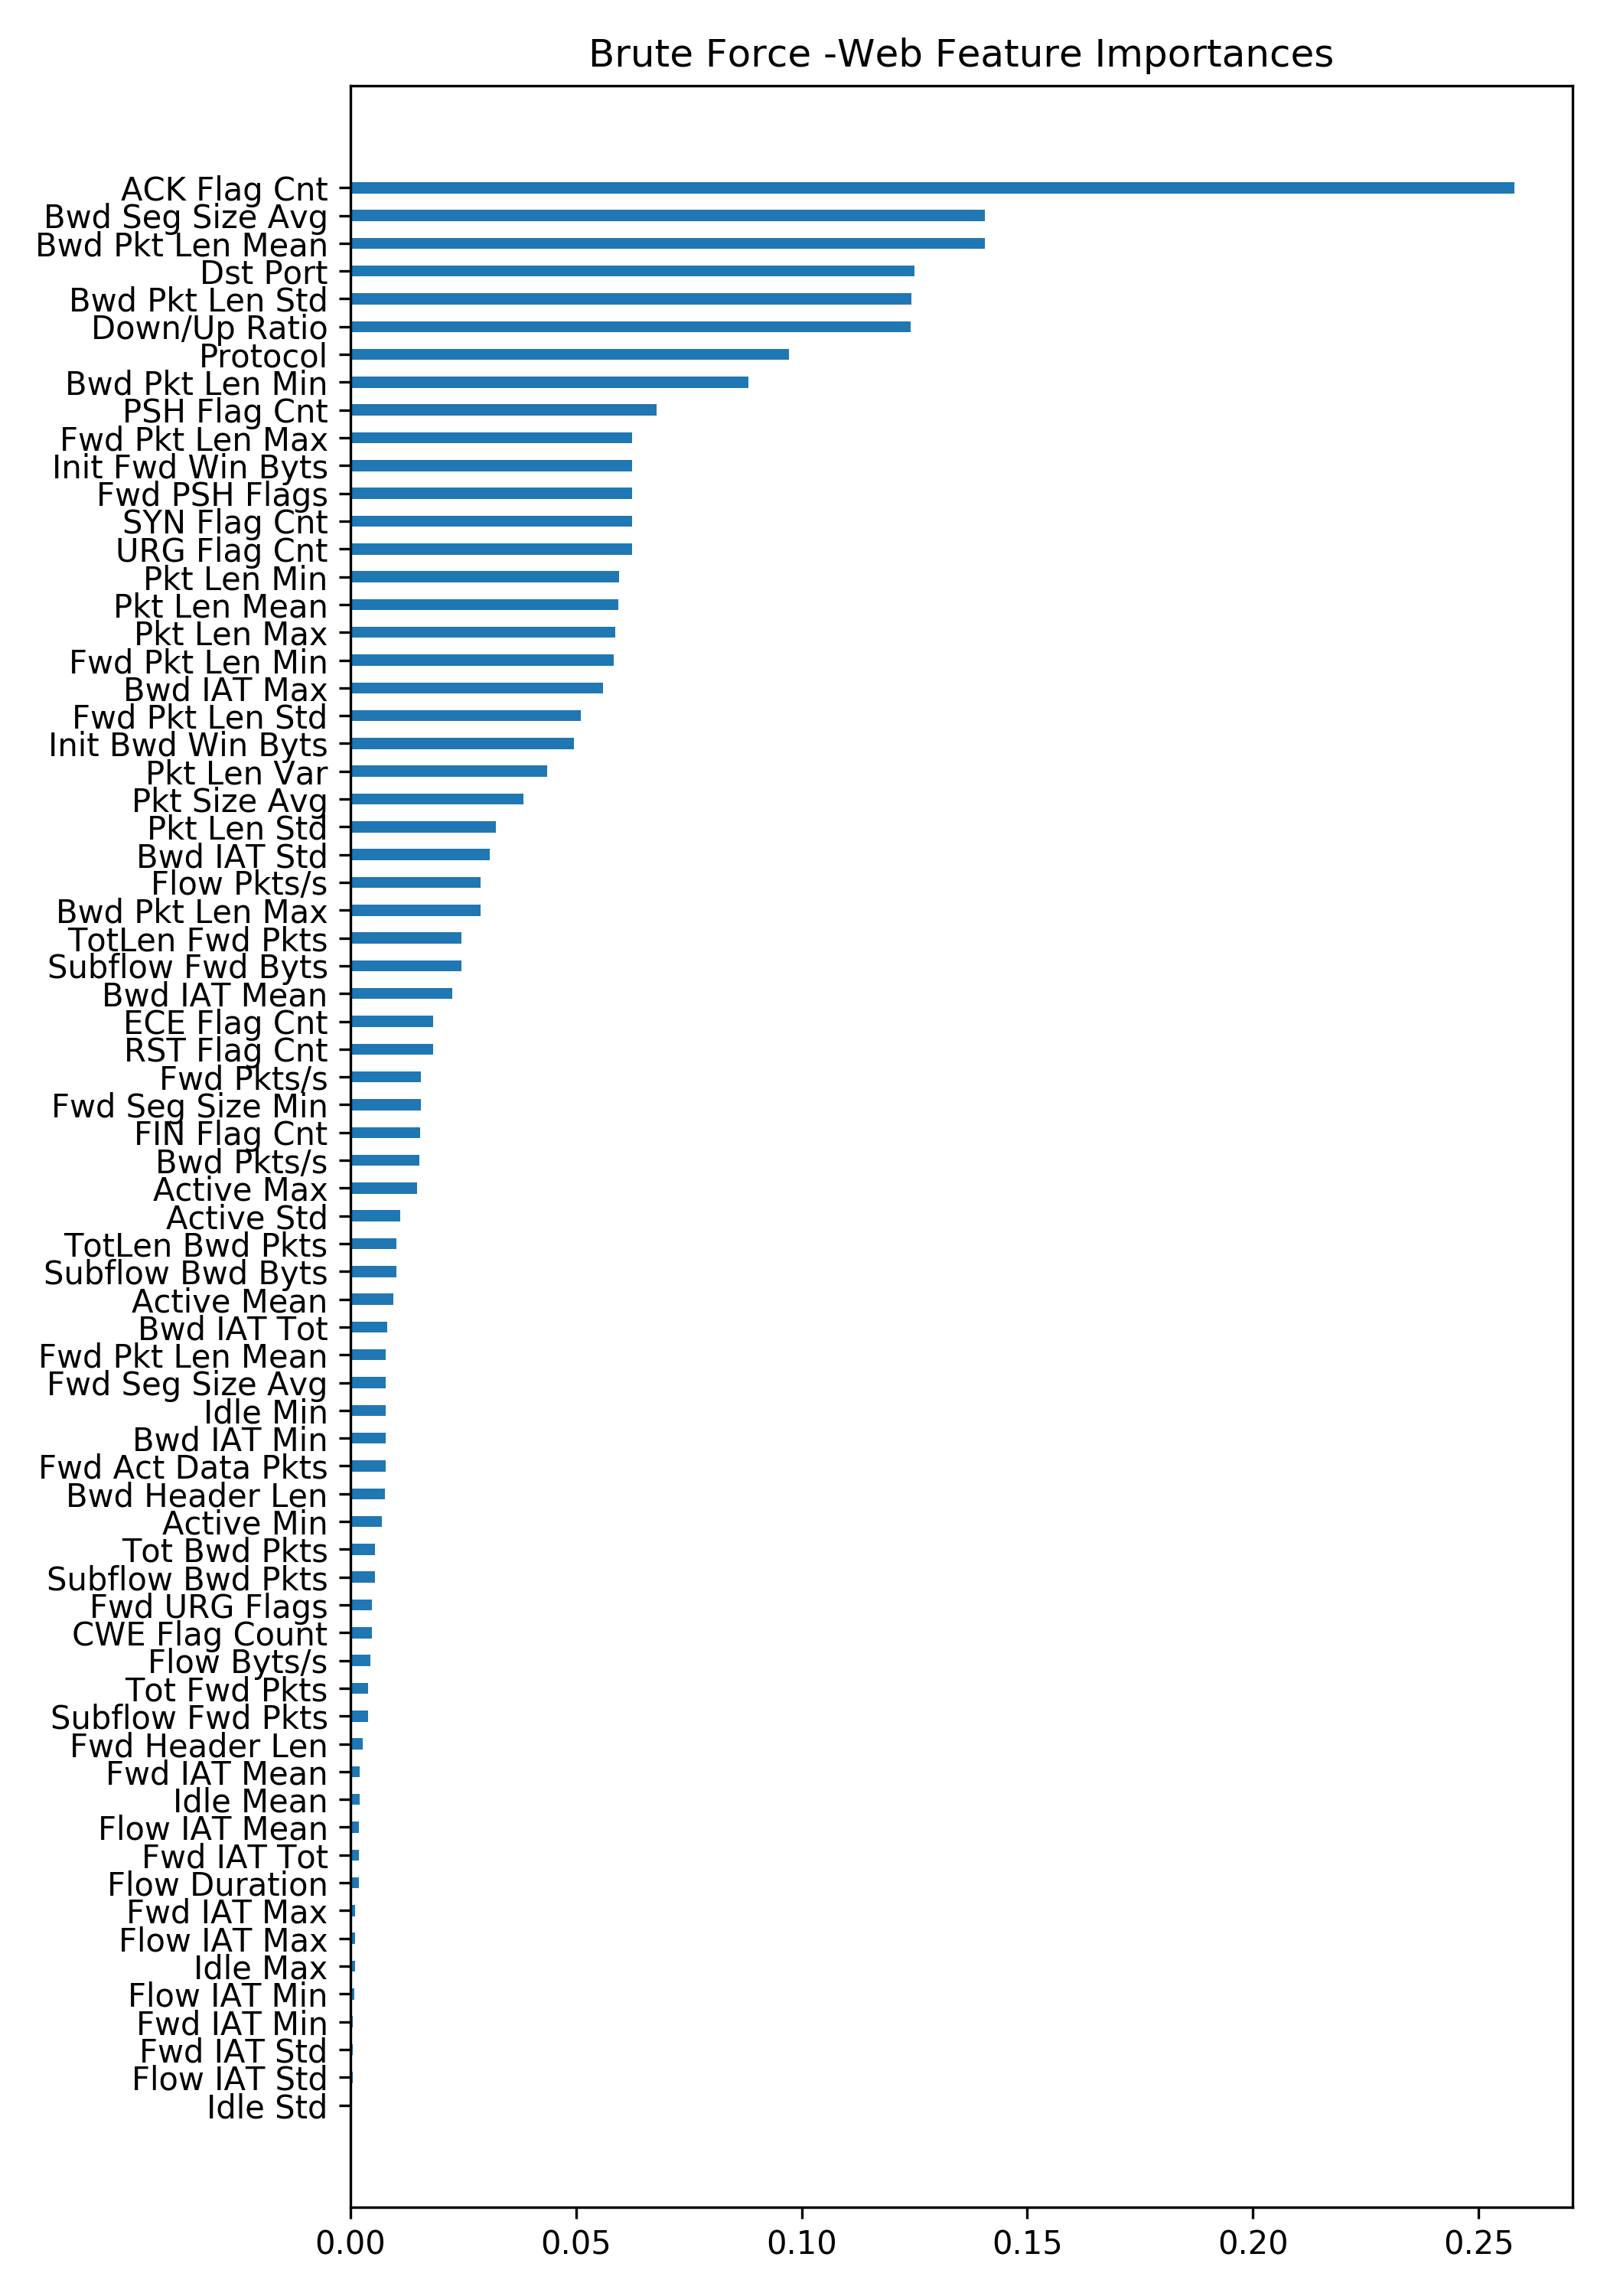 Brute Force -Web Feature Importances
ACK Flag Cnt
Bwd Seg Size Avg
Bwd Pkt Len Mean
Dst Port
Bwd Pkt Len Std
Down/Up Ratio
Protocol
Bwd Pkt Len Min
PSH Flag Cnt
Fwd Pkt Len Max
Init Fwd Win Byts
Fwd PSH Flags
SYN Flag Cnt
URG Flag Cnt
Pkt Len Min
Pkt Len Mean
Pkt Len Max
Fwd Pkt Len Min
Bwd IAT Max
Fwd Pkt Len Std
Init Bwd Win Byts
Pkt Len Var
Pkt Size Avg
Pkt Len Std
Bwd IAT Std
Flow Pkts/s
Bwd Pkt Len Max
TotLen Fwd Pkts
Subflow Fwd Byts
Bwd IAT Mean
ECE Flag Cnt
RST Flag Cnt
Fwd Pkts/s
Fwd Seg Size Min
FIN Flag Cnt
Bwd Pkts/s
Active Max
Active Std
TotLen Bwd Pkts
Subflow Bwd Byts
Active Mean
Bwd IAT Tot
Fwd Pkt Len Mean
Fwd Seg Size Avg
Idle Min
Bwd IAT Min
Fwd Act Data Pkts
Bwd Header Len
Active Min
Tot Bwd Pkts
Subflow Bwd Pkts
Fwd URG Flags
CWE Flag Count
Flow Byts/s
Tot Fwd Pkts
Subflow Fwd Pkts
Fwd Header Len
Fwd IAT Mean
Idle Mean
Flow IAT Mean
Fwd IAT Tot
Flow Duration
Fwd IAT Max
Flow IAT Max
Idle Max
Flow IAT Min
Fwd IAT Min
Fwd IAT Std
Flow IAT Std
Idle Std
0.00 0.05 0.10 0.15 0.20 0.25